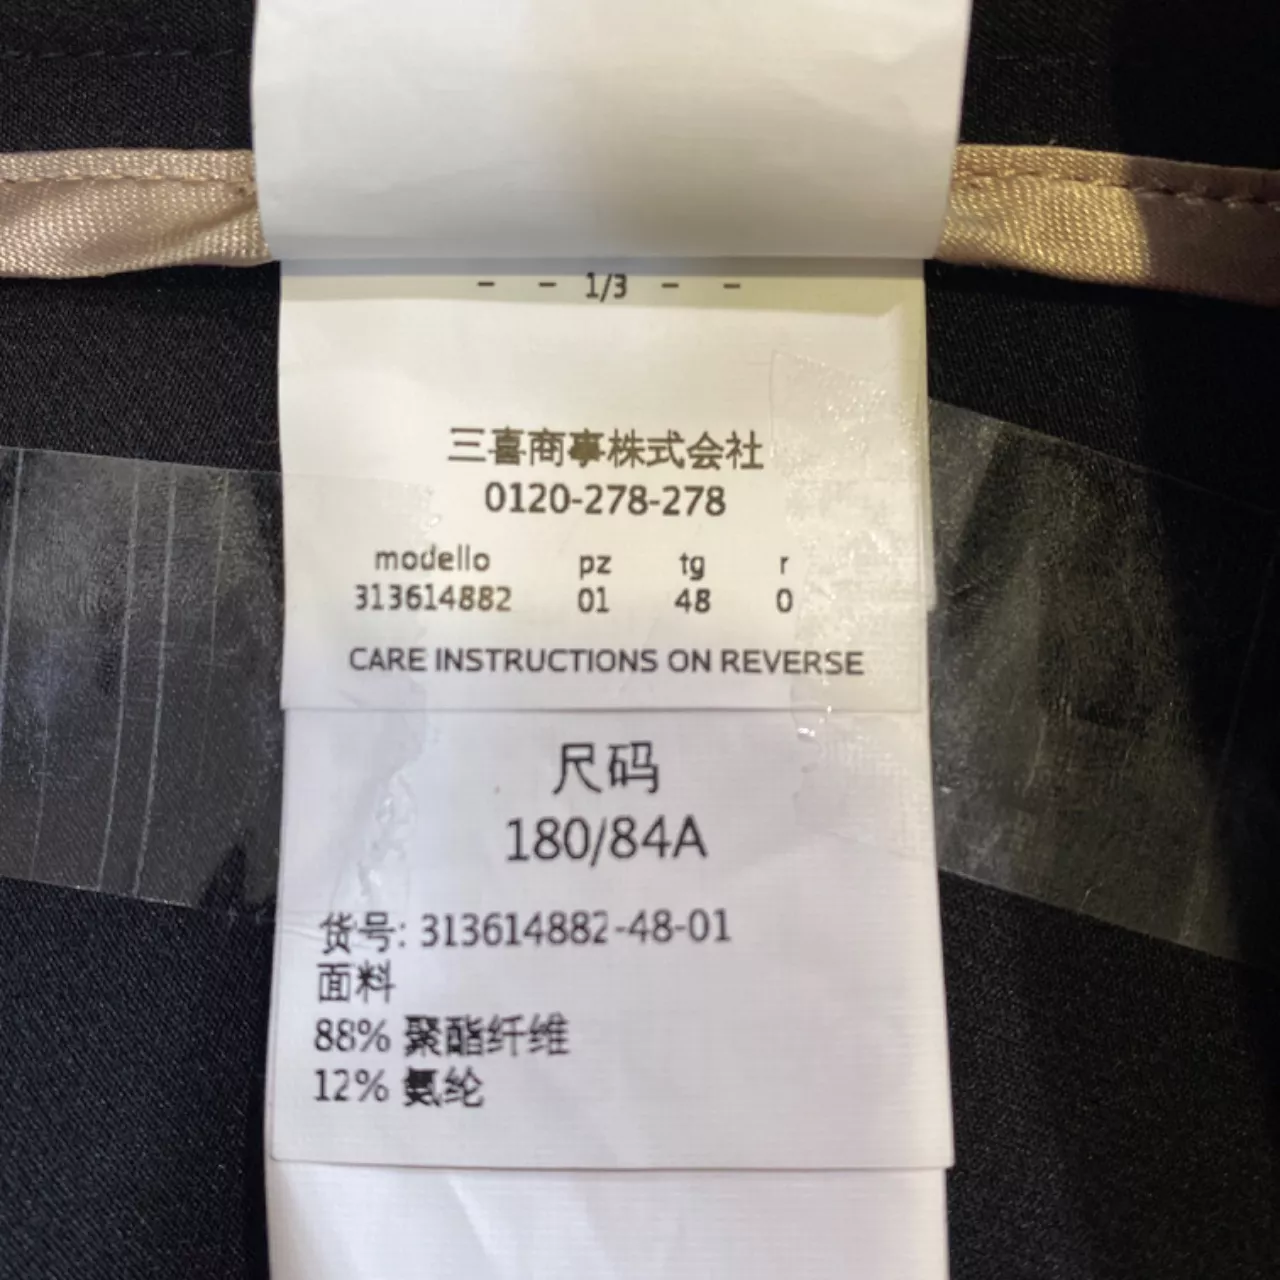 - - 1/3 - -
三喜商事株式会社
0120-278-278
modello pz tg r
313614882 01 48 0
CARE INSTRUCTIONS ON REVERSE
尺码
180/84A
货号: 313614882-48-01
面料
88% 聚酯纤维
12% 氨纶